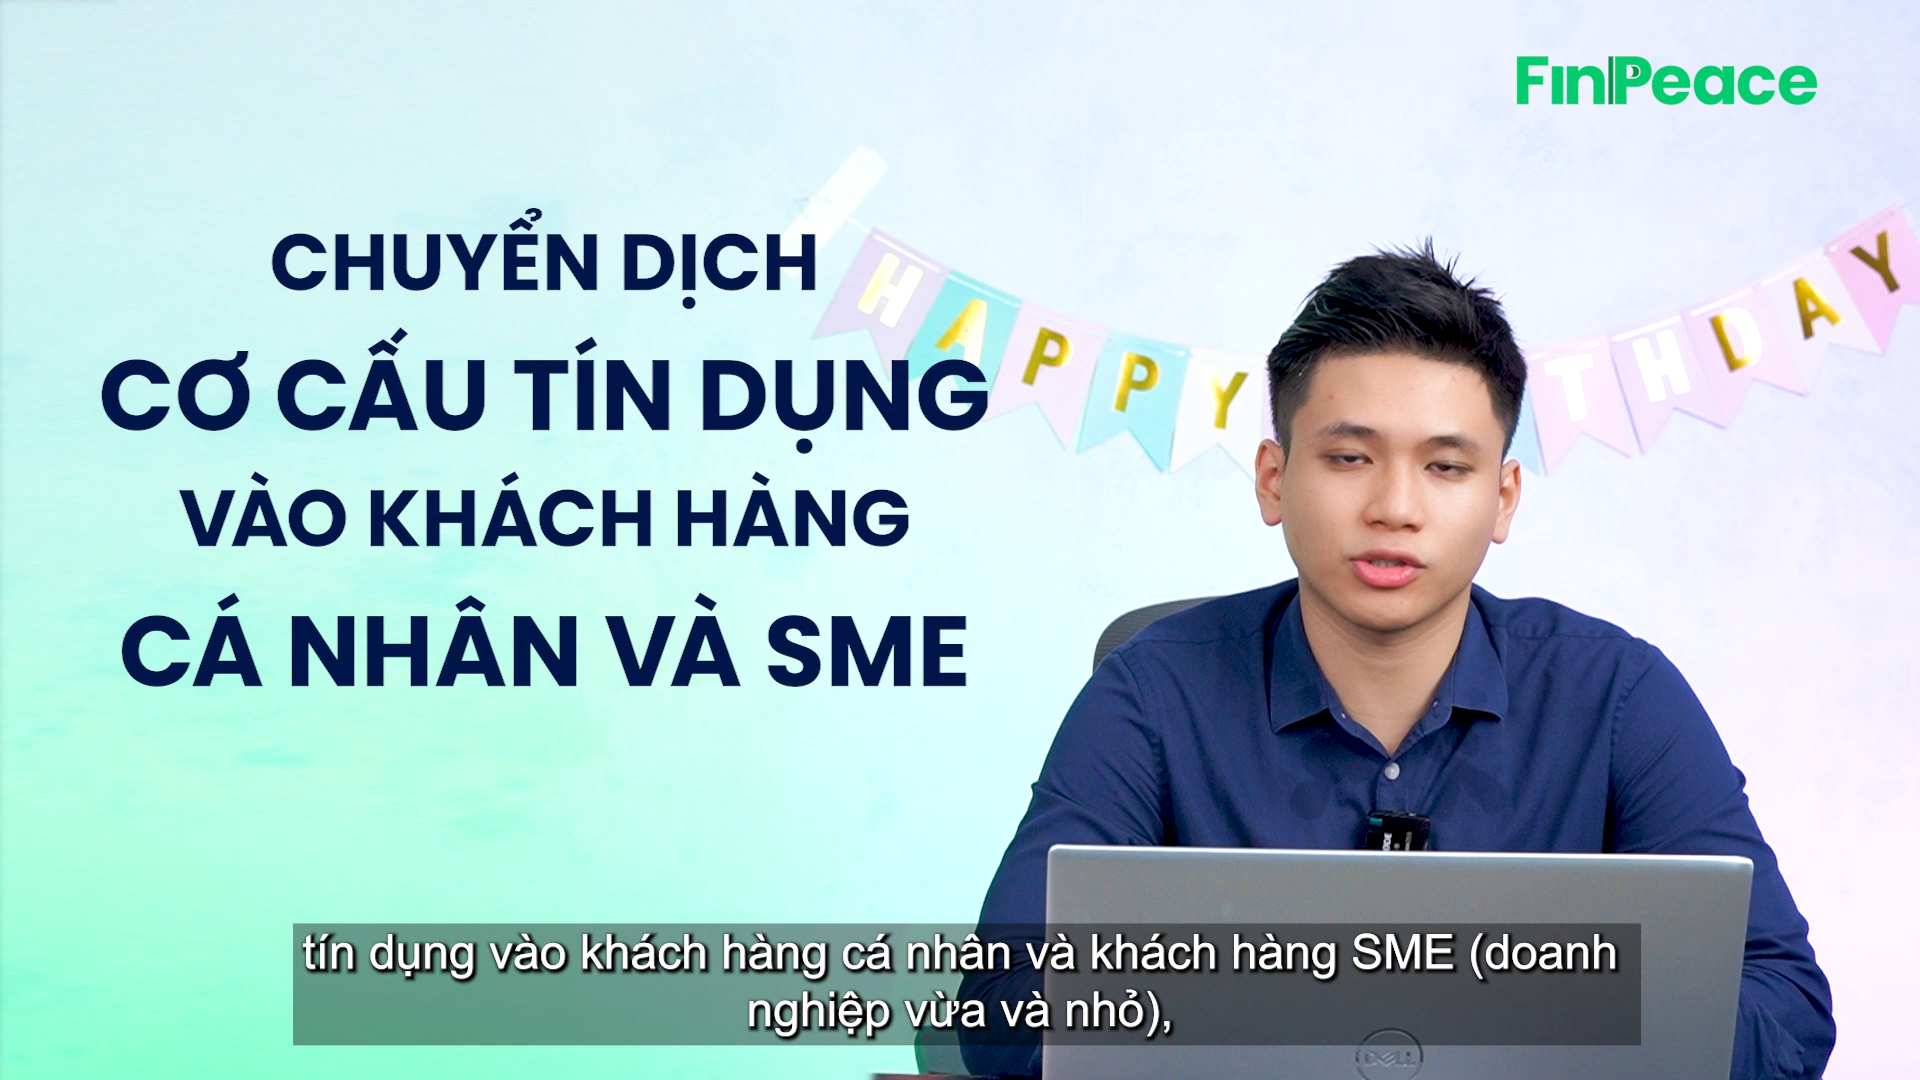 FinPeace
CHUYỂN DỊCH
CƠ CẤU TÍN DỤNG
VÀO KHÁCH HÀNG
CÁ NHÂN VÀ SME
HAPPY
THDAY
tín dụng vào khách hàng cá nhân và khách hàng SME (doanh
nghiệp vừa và nhỏ),
DELL